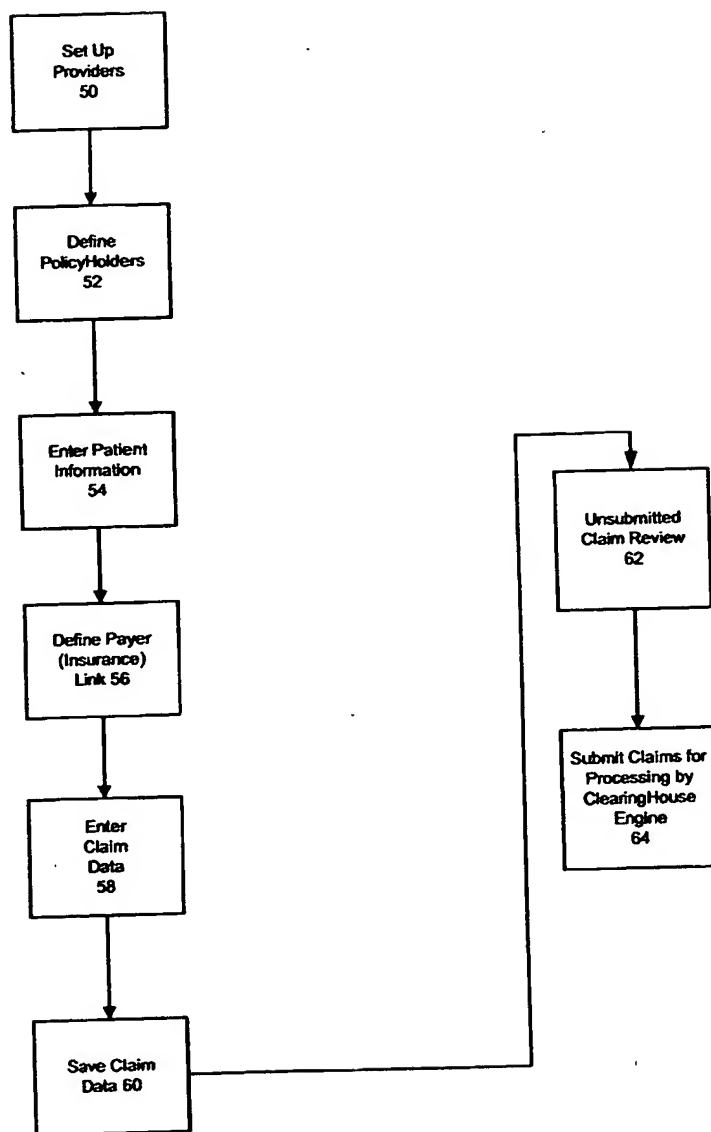 Set Up
Providers
50
Define
PolicyHolders
52
Enter Patient
Information
54
Define Payer
(Insurance)
Link 56
Enter
Claim
Data
58
Save Claim
Data 60
Unsubmitted
Claim Review
62
Submit Claims for
Processing by
ClearingHouse
Engine
64